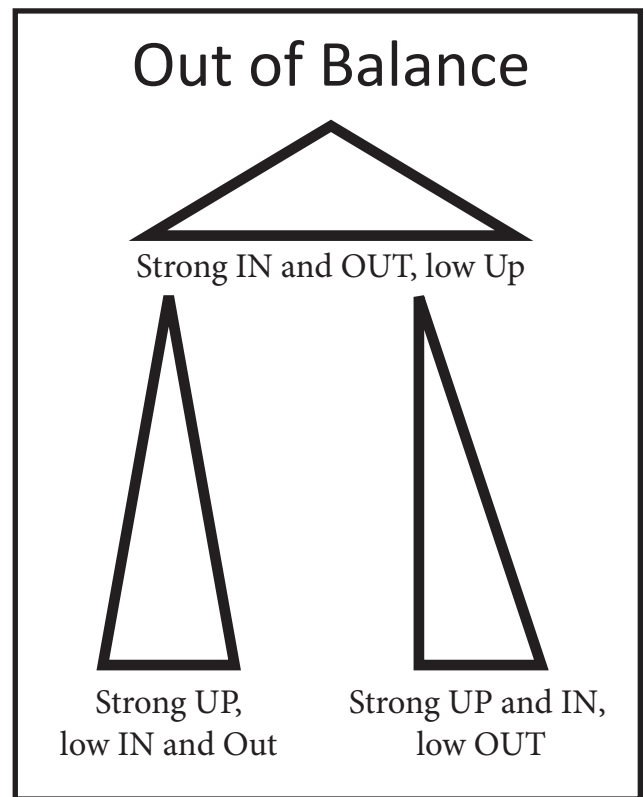 Out of Balance
Strong IN and OUT, low Up
Strong UP,
low IN and Out
Strong UP and IN,
low OUT